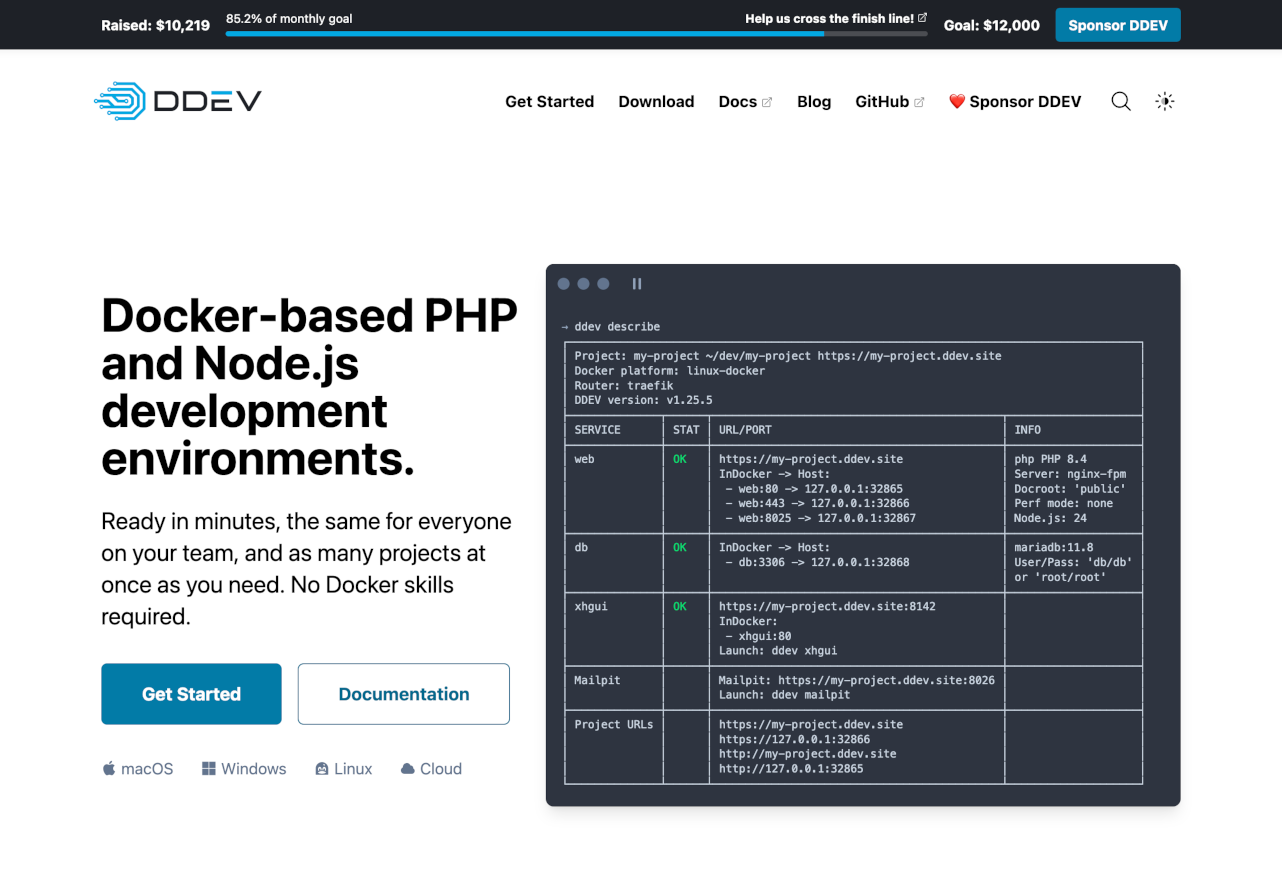 Raised: $10,219
85.2% of monthly goal
Help us cross the finish line!
Goal: $12,000
Sponsor DDEV
DDEV
Get Started
Download
Docs
Blog
GitHub
❤️ Sponsor DDEV
Docker-based PHP
and Node.js
development
environments.
Ready in minutes, the same for everyone
on your team, and as many projects at
once as you need. No Docker skills
required.
Get Started
Documentation
macOS
Windows
Linux
Cloud
→ ddev describe
Project: my-project ~/dev/my-project https://my-project.ddev.site
Docker platform: linux-docker
Router: traefik
DDEV version: v1.25.5
SERVICE STAT URL/PORT INFO
web OK https://my-project.ddev.site php PHP 8.4
InDocker -> Host: Server: nginx-fpm
- web:80 -> 127.0.0.1:32865 Docroot: 'public'
- web:443 -> 127.0.0.1:32866 Perf mode: none
- web:8025 -> 127.0.0.1:32867 Node.js: 24
db OK InDocker -> Host: mariadb:11.8
- db:3306 -> 127.0.0.1:32868 User/Pass: 'db/db'
or 'root/root'
xhgui OK https://my-project.ddev.site:8142
InDocker:
- xhgui:80
Launch: ddev xhgui
Mailpit Mailpit: https://my-project.ddev.site:8026
Launch: ddev mailpit
Project URLs https://my-project.ddev.site
https://127.0.0.1:32866
http://my-project.ddev.site
http://127.0.0.1:32865